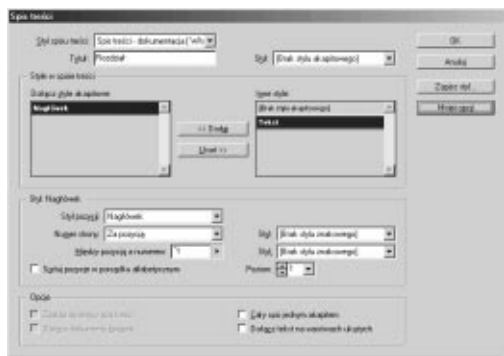 Spis treści
Styl spisu treści: Spis treści - dokumentacja
Tytuł: Rozdział Styl: [Brak stylu akapitowego]
OK
Anuluj
Zapisz styl...
Mniej opcji
Style w spisie treści
Dołącz style akapitowe: Inne style:
Nagłówek [Brak stylu akapitowego]
Tekst
<< Dodaj
Usuń >>
Styl: Nagłówek
Styl pozycji: Nagłówek
Numer strony: Za pozycją Styl: [Brak stylu znakowego]
Między pozycją a numerem: ^t Styl: [Brak stylu znakowego]
Sortuj pozycje w porządku alfabetycznym Poziom: 1
Opcje
Cały spis jednym akapitem
Dołącz tekst na warstwach ukrytych